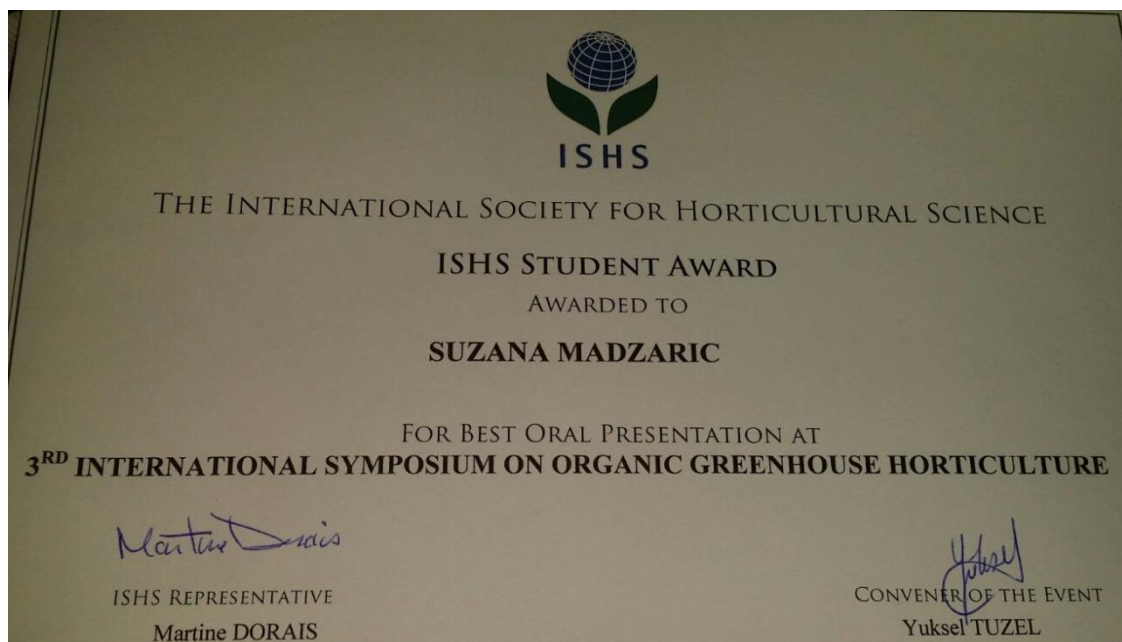 ISHS
THE INTERNATIONAL SOCIETY FOR HORTICULTURAL SCIENCE
ISHS STUDENT AWARD
AWARDED TO
SUZANA MADZARIC
FOR BEST ORAL PRESENTATION AT
3RD INTERNATIONAL SYMPOSIUM ON ORGANIC GREENHOUSE HORTICULTURE
Martine Dorais
Yuksel
ISHS REPRESENTATIVE
CONVENER OF THE EVENT
Martine DORAIS
Yuksel TUZEL